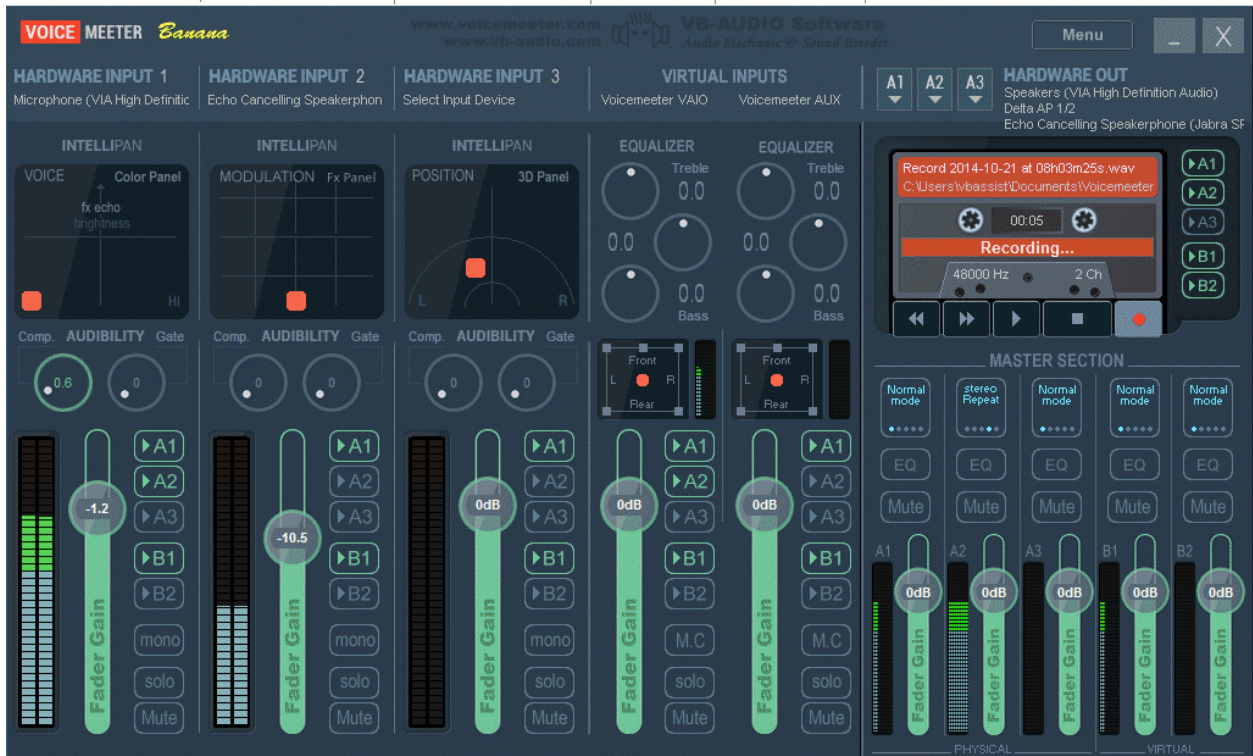 VOICE MEETER Banana
www.voicemeeter.com
www.vb-audio.com
VB-AUDIO Software
Audio Mechanic & Sound Breeder
Menu
_ X
HARDWARE INPUT 1
Microphone (VIA High Definitic
HARDWARE INPUT 2
Echo Cancelling Speakerphon
HARDWARE INPUT 3
Select Input Device
VIRTUAL INPUTS
Voicemeeter VAIO Voicemeeter AUX
A1 A2 A3
HARDWARE OUT
Speakers (VIA High Definition Audio)
Delta AP 1/2
Echo Cancelling Speakerphone (Jabra SF
INTELLIPAN
VOICE Color Panel
fx echo
brightness
Hi
Comp. AUDIBILITY Gate
0.6 0
-1.2
Fader Gain
A1
A2
A3
B1
B2
mono
solo
Mute
INTELLIPAN
MODULATION Fx Panel
Comp. AUDIBILITY Gate
0 0
-10.5
Fader Gain
A1
A2
A3
B1
B2
mono
solo
Mute
INTELLIPAN
POSITION 3D Panel
L R
Comp. AUDIBILITY Gate
0 0
0dB
Fader Gain
A1
A2
A3
B1
B2
mono
solo
Mute
EQUALIZER
Treble
0.0
0.0
0.0
Bass
Front
L R
Rear
0dB
Fader Gain
A1
A2
A3
B1
B2
M.C
solo
Mute
EQUALIZER
Treble
0.0
0.0
0.0
Bass
Front
L R
Rear
0dB
Fader Gain
A1
A2
A3
B1
B2
M.C
solo
Mute
Record 2014-10-21 at 08h03m25s.wav
C:\Users\vbassist\Documents\Voicemeeter
00:05
Recording...
48000 Hz 2 Ch
A1
A2
A3
B1
B2
MASTER SECTION
Normal mode
stereo Repeat
Normal mode
Normal mode
Normal mode
EQ EQ EQ EQ EQ
Mute Mute Mute Mute Mute
A1 A2 A3 B1 B2
0dB 0dB 0dB 0dB 0dB
Fader Gain Fader Gain Fader Gain Fader Gain Fader Gain
PHYSICAL VIRTUAL